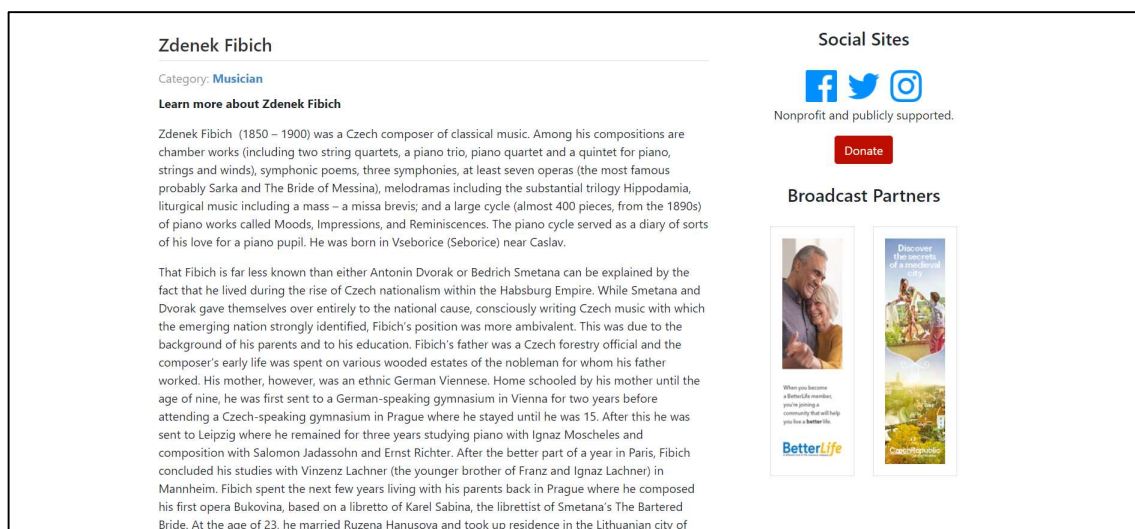 Zdenek Fibich
Category: Musician
Learn more about Zdenek Fibich
Zdenek Fibich  (1850 – 1900) was a Czech composer of classical music. Among his compositions are
chamber works (including two string quartets, a piano trio, piano quartet and a quintet for piano,
strings and winds), symphonic poems, three symphonies, at least seven operas (the most famous
probably Sarka and The Bride of Messina), melodramas including the substantial trilogy Hippodamia,
liturgical music including a mass – a missa brevis; and a large cycle (almost 400 pieces, from the 1890s)
of piano works called Moods, Impressions, and Reminiscences. The piano cycle served as a diary of sorts
of his love for a piano pupil. He was born in Vseborice (Seborice) near Caslav.
That Fibich is far less known than either Antonin Dvorak or Bedrich Smetana can be explained by the
fact that he lived during the rise of Czech nationalism within the Habsburg Empire. While Smetana and
Dvorak gave themselves over entirely to the national cause, consciously writing Czech music with which
the emerging nation strongly identified, Fibich's position was more ambivalent. This was due to the
background of his parents and to his education. Fibich's father was a Czech forestry official and the
composer's early life was spent on various wooded estates of the nobleman for whom his father
worked. His mother, however, was an ethnic German Viennese. Home schooled by his mother until the
age of nine, he was first sent to a German-speaking gymnasium in Vienna for two years before
attending a Czech-speaking gymnasium in Prague where he stayed until he was 15. After this he was
sent to Leipzig where he remained for three years studying piano with Ignaz Moscheles and
composition with Salomon Jadassohn and Ernst Richter. After the better part of a year in Paris, Fibich
concluded his studies with Vinzenz Lachner (the younger brother of Franz and Ignaz Lachner) in
Mannheim. Fibich spent the next few years living with his parents back in Prague where he composed
his first opera Bukovina, based on a libretto of Karel Sabina, the librettist of Smetana's The Bartered
Bride. At the age of 23, he married Ruzena Hanusova and took up residence in the Lithuanian city of
Social Sites
Nonprofit and publicly supported.
Donate
Broadcast Partners
When you become
a BetterLife member,
you're joining a
community that will help
you live a better life.
BetterLife
Discover
the secrets
of a medieval
city
CzechRepublic